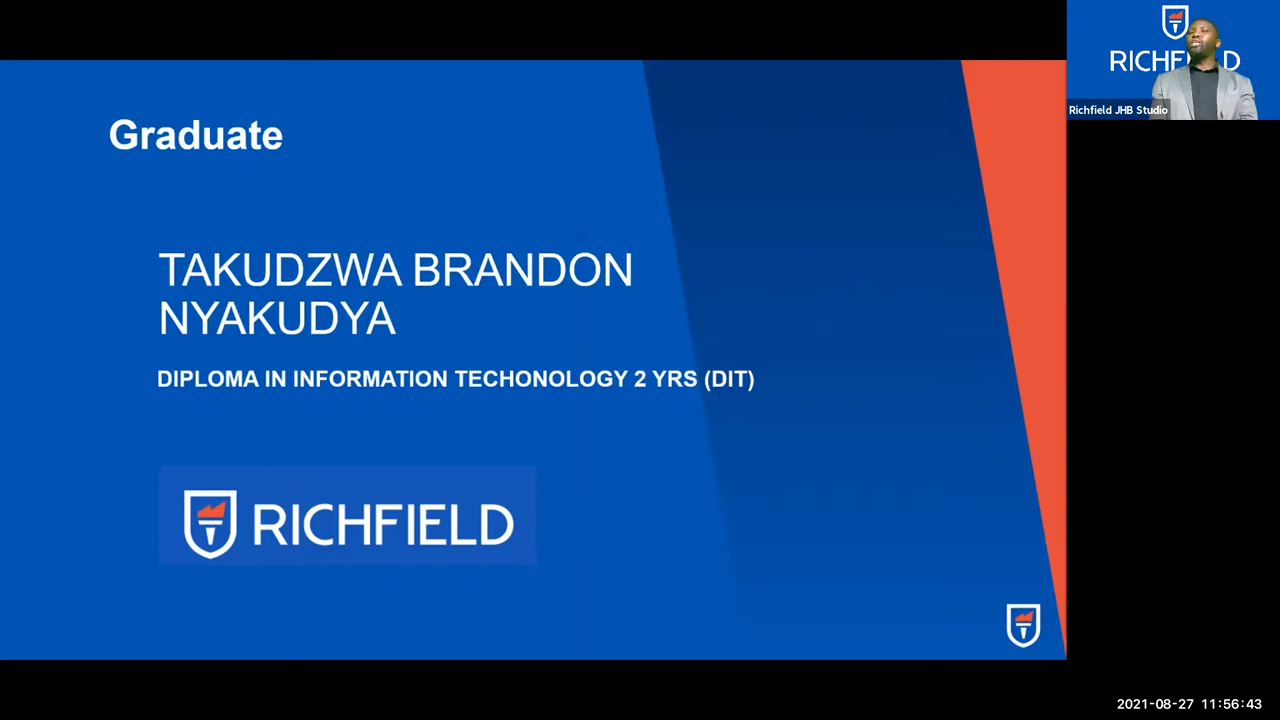 Graduate
TAKUDZWA BRANDON
NYAKUDYA
DIPLOMA IN INFORMATION TECHONOLOGY 2 YRS (DIT)
RICHFIELD
RICHFIELD
Richfield JHB Studio
2021-08-27 11:56:43